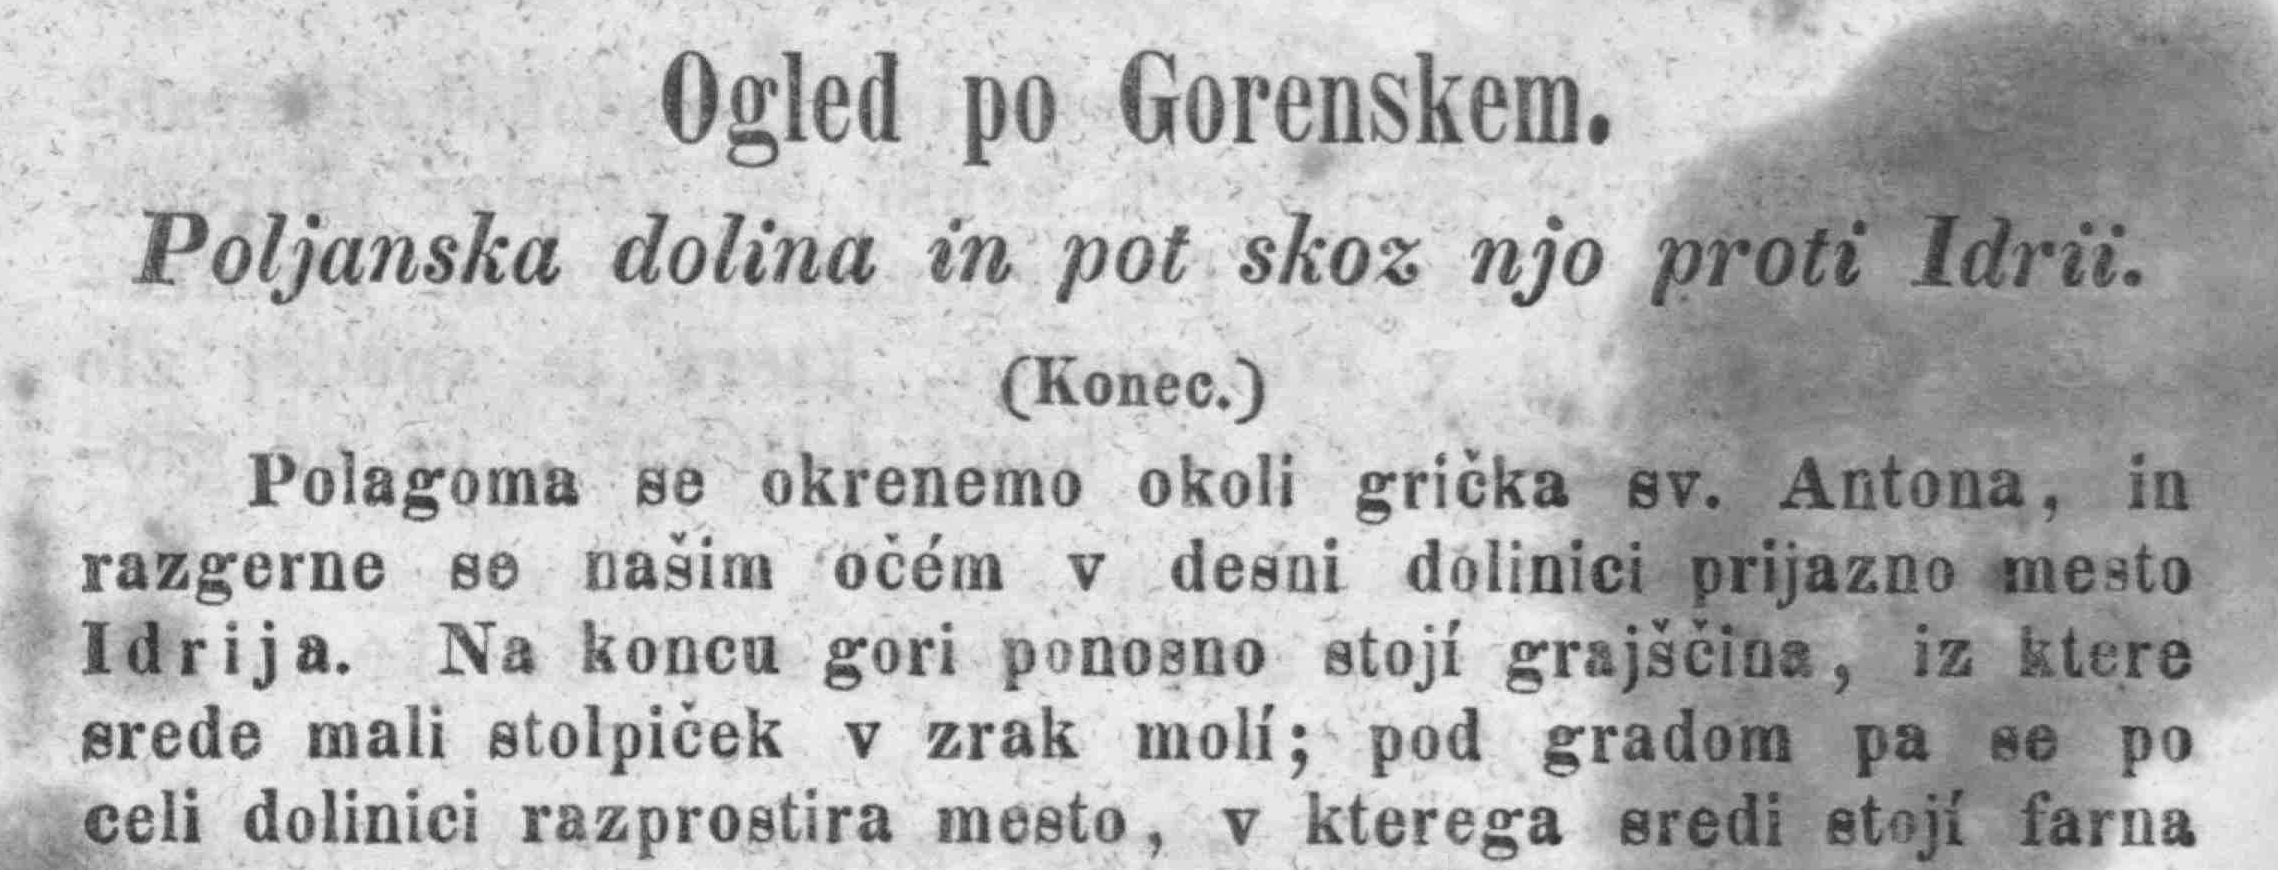 Ogled po Gorenskem.
Poljanska dolina in pot skoz njo proti Idrii.
(Konec.)
Polagoma se okrenemo okoli grička sv. Antona, in
razgerne se našim očém v desni dolinici prijazno mesto
Idrija. Na koncu gori ponosno stojí grajščina, iz ktere
srede mali stolpiček v zrak molí; pod gradom pa se po
celi dolinici razprostira mesto, v kterega sredi stojí farna